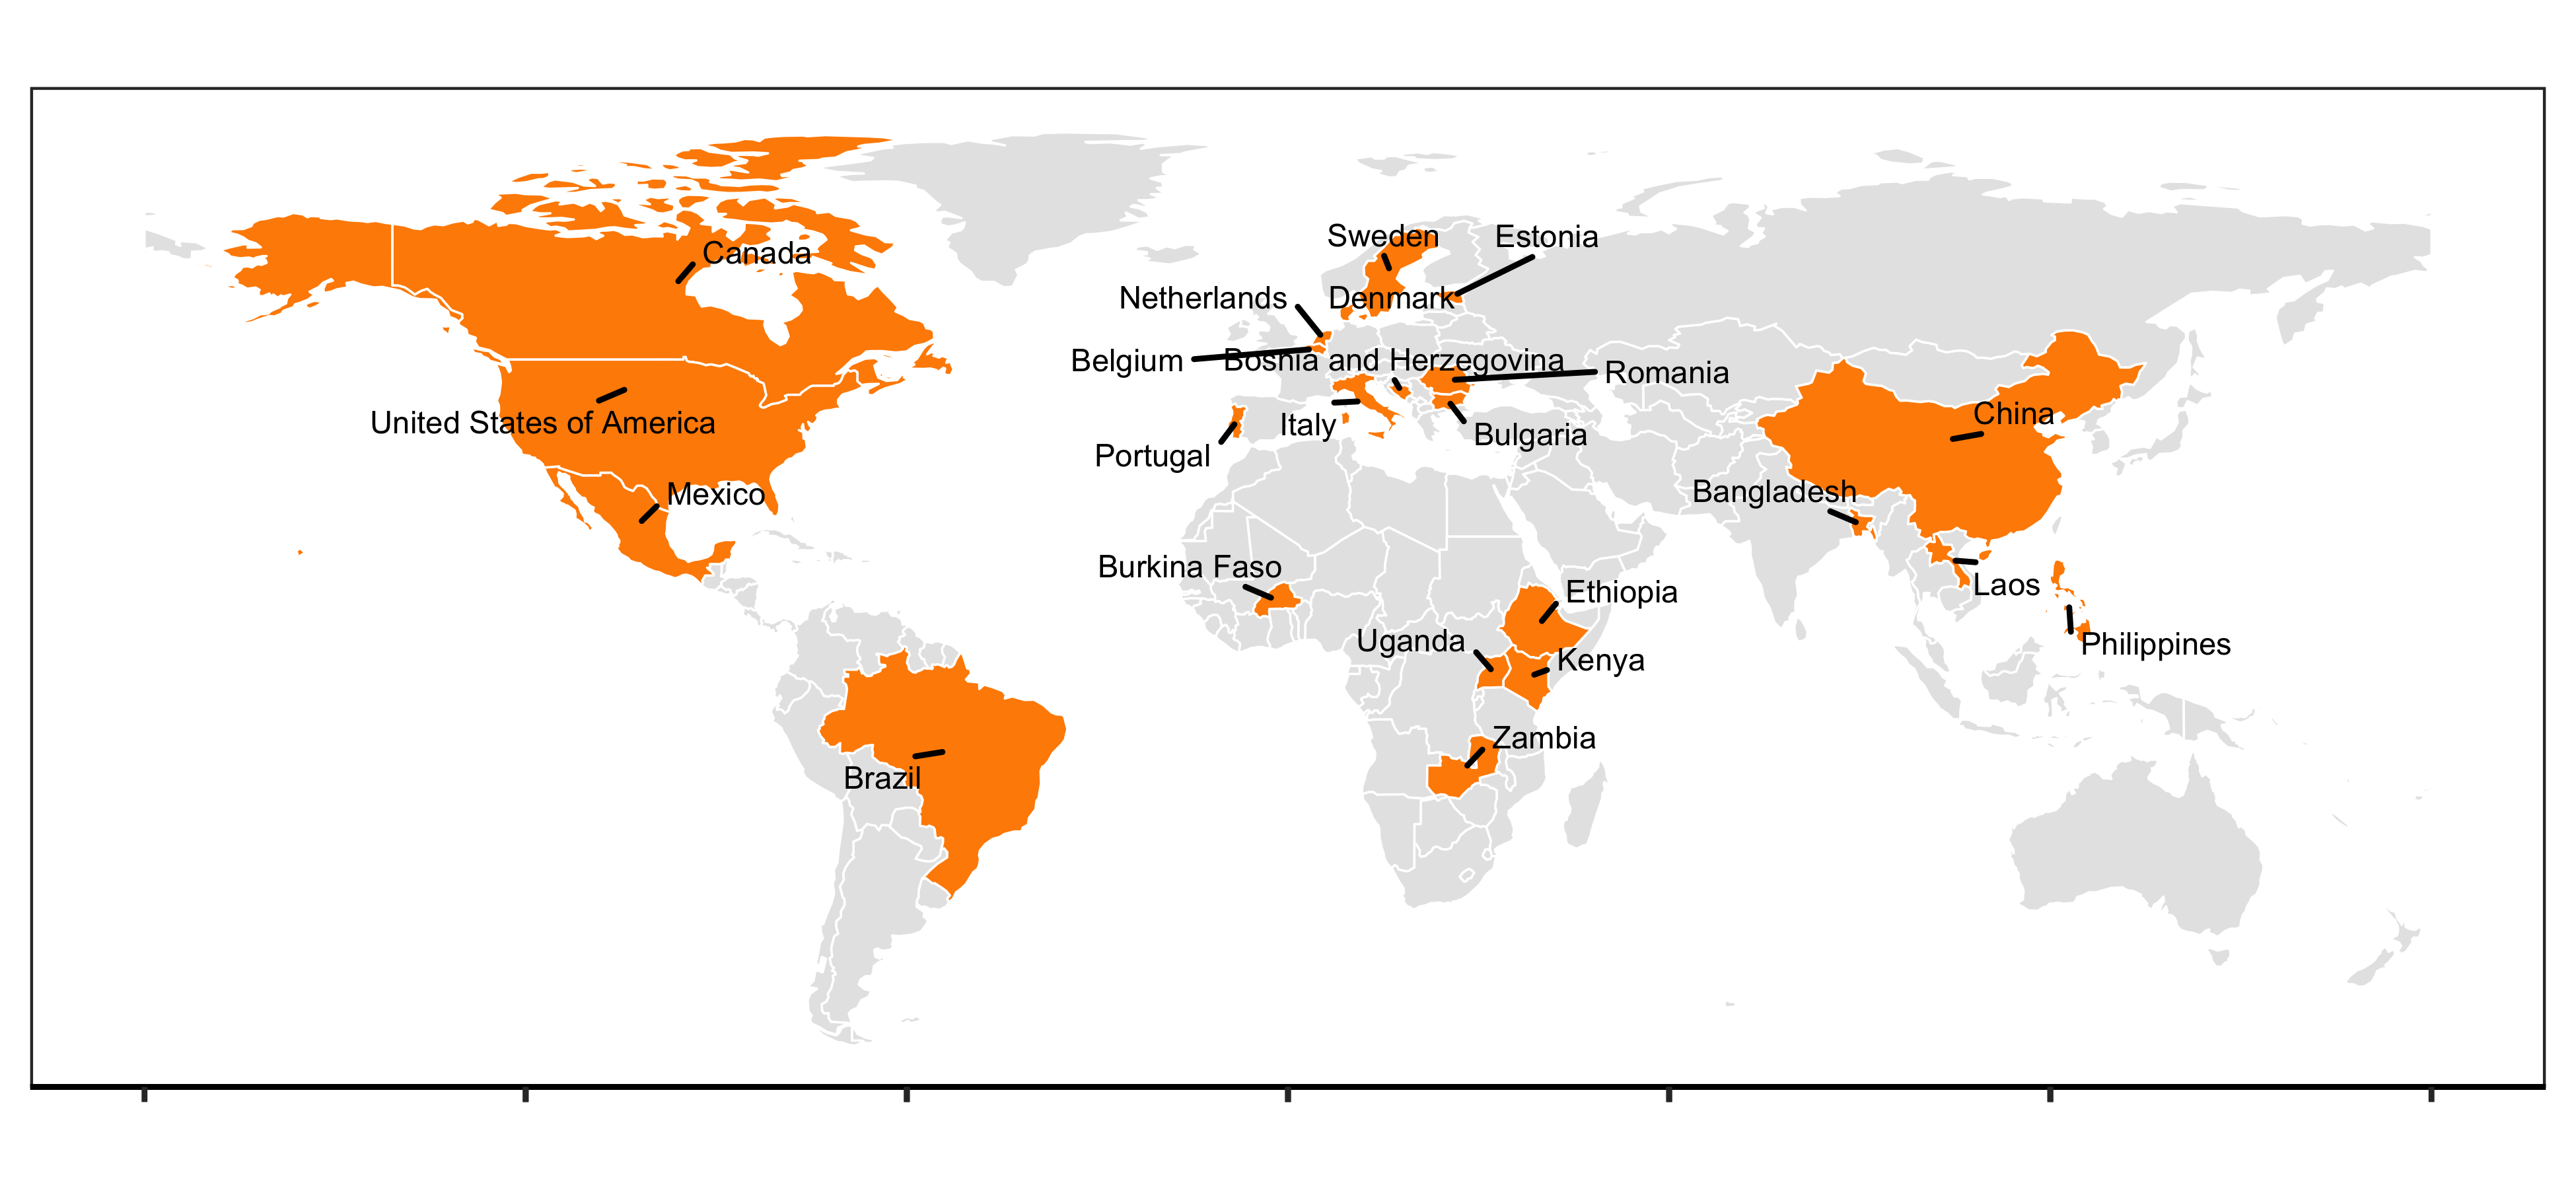 Sweden
Estonia
Canada
Netherlands
Denmark
Belgium
Bosnia and Herzegovina
Romania
United States of America
Italy
Bulgaria
China
Portugal
Mexico
Bangladesh
Burkina Faso
Ethiopia
Laos
Uganda
Kenya
Philippines
Zambia
Brazil